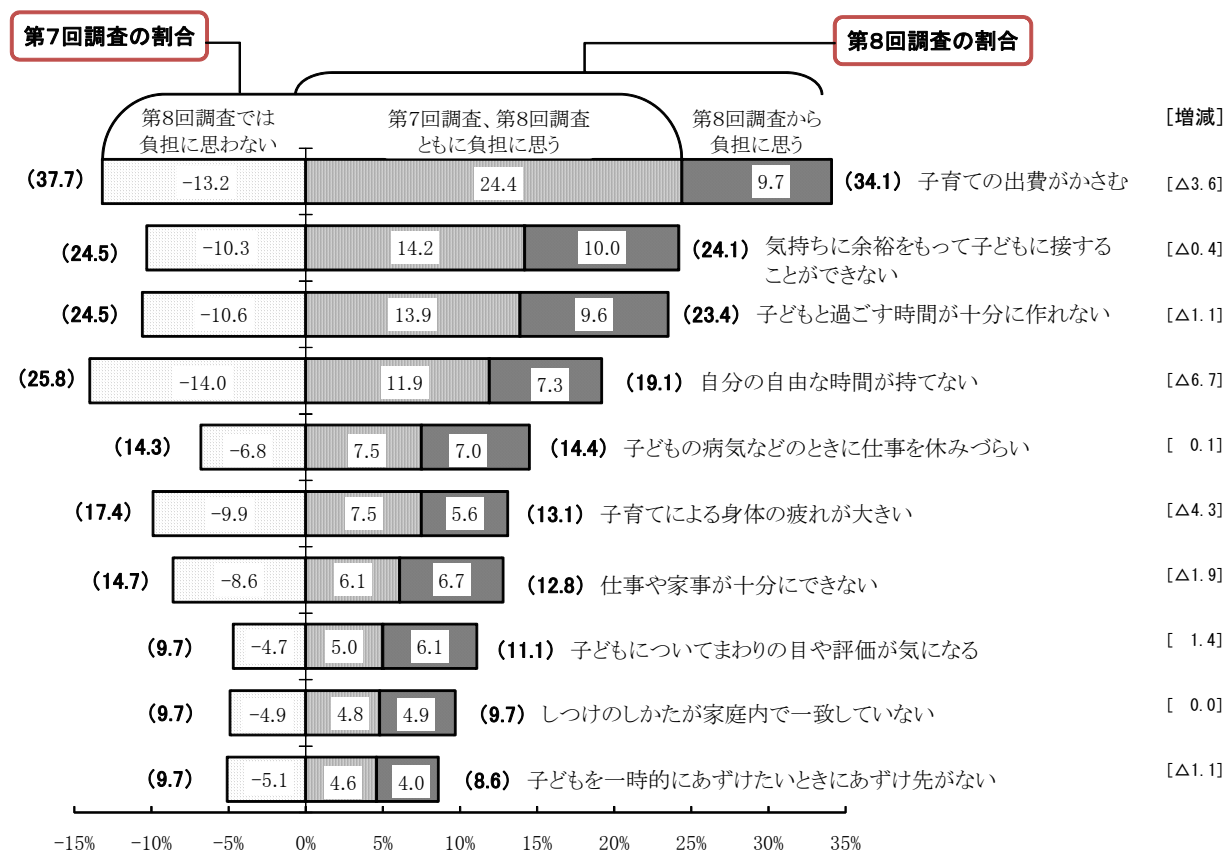 第7回調査の割合
第8回調査の割合
第8回調査では
負担に思わない
第7回調査、第8回調査
ともに負担に思う
第8回調査から
負担に思う
[増減]
(37.7) -13.2 24.4 9.7 (34.1) 子育ての出費がかさむ [△3.6]
(24.5) -10.3 14.2 10.0 (24.1) 気持ちに余裕をもって子どもに接する
ことができない [△0.4]
(24.5) -10.6 13.9 9.6 (23.4) 子どもと過ごす時間が十分に作れない [△1.1]
(25.8) -14.0 11.9 7.3 (19.1) 自分の自由な時間が持てない [△6.7]
(14.3) -6.8 7.5 7.0 (14.4) 子どもの病気などのときに仕事を休みづらい [ 0.1]
(17.4) -9.9 7.5 5.6 (13.1) 子育てによる身体の疲れが大きい [△4.3]
(14.7) -8.6 6.1 6.7 (12.8) 仕事や家事が十分にできない [△1.9]
(9.7) -4.7 5.0 6.1 (11.1) 子どもについてまわりの目や評価が気になる [ 1.4]
(9.7) -4.9 4.8 4.9 (9.7) しつけのしかたが家庭内で一致していない [ 0.0]
(9.7) -5.1 4.6 4.0 (8.6) 子どもを一時的にあずけたいときにあずけ先がない [△1.1]
-15% -10% -5% 0% 5% 10% 15% 20% 25% 30% 35%